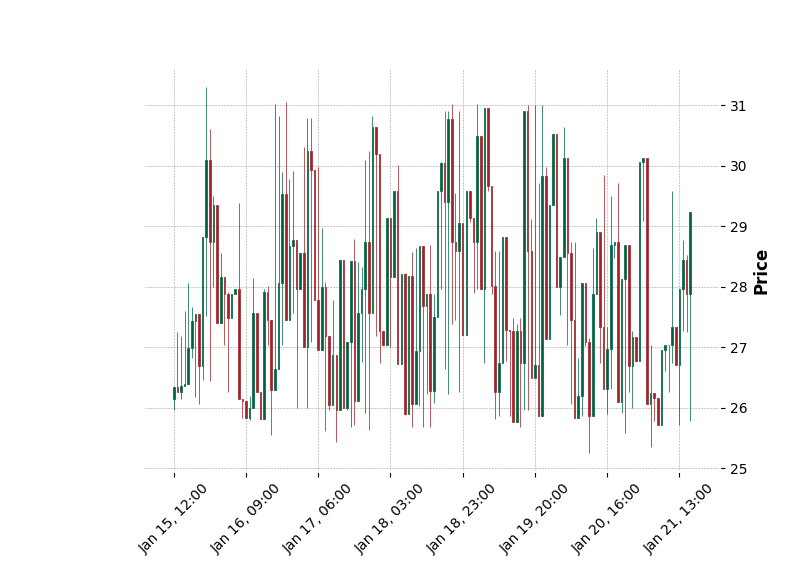 31
30
29
28
27
26
25
Price
Jan 15, 12:00
Jan 16, 09:00
Jan 17, 06:00
Jan 18, 03:00
Jan 18, 23:00
Jan 19, 20:00
Jan 20, 16:00
Jan 21, 13:00